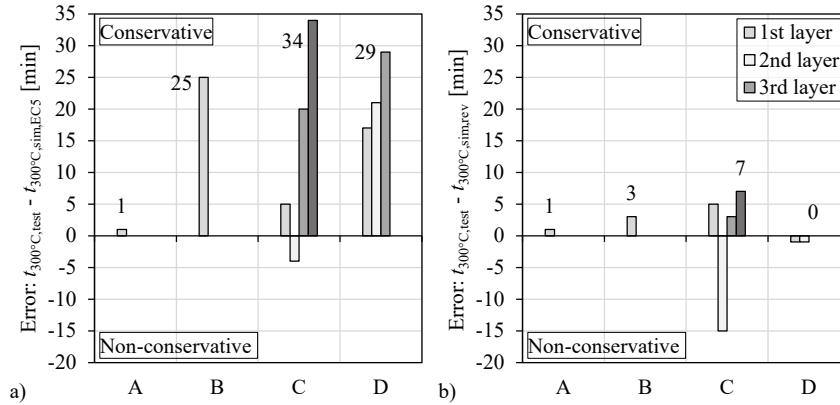 35
30
25
20
15
10
5
0
-5
-10
-15
-20
Error: t300°C,test - t300°C,sim,EC5 [min]
Conservative
1
25
34
29
Non-conservative
A B C D
a)
35
30
25
20
15
10
5
0
-5
-10
-15
-20
Error: t300°C,test - t300°C,sim,rev [min]
Conservative
1st layer
2nd layer
3rd layer
1
3
7
0
Non-conservative
A B C D
b)